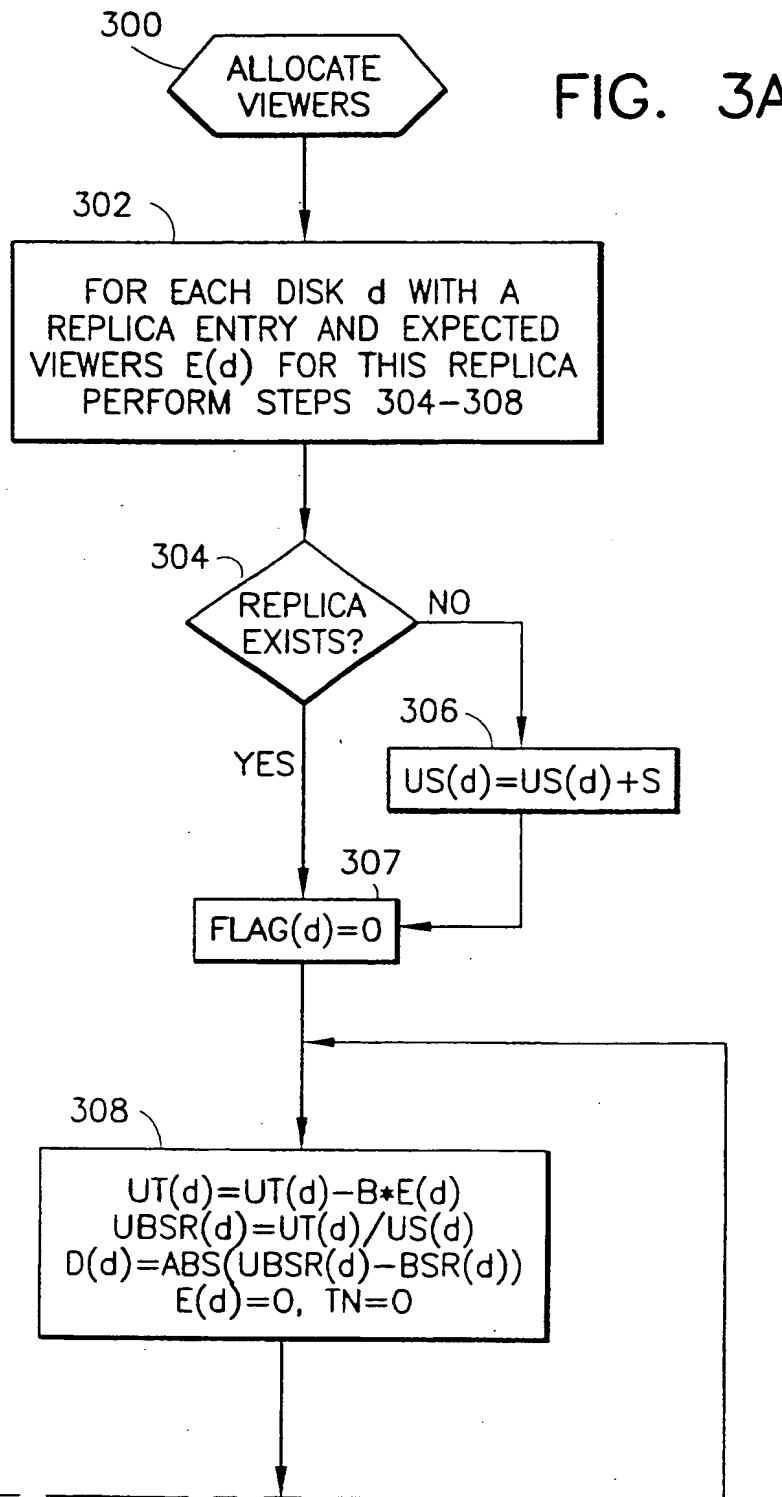 300
ALLOCATE
VIEWERS
FIG. 3A
302
FOR EACH DISK d WITH A
REPLICA ENTRY AND EXPECTED
VIEWERS E(d) FOR THIS REPLICA
PERFORM STEPS 304-308
304
REPLICA
EXISTS?
NO
306
US(d)=US(d)+S
YES
307
FLAG(d)=0
308
UT(d)=UT(d)-B*E(d)
UBSR(d)=UT(d)/US(d)
D(d)=ABS(UBSR(d)-BSR(d))
E(d)=0, TN=0